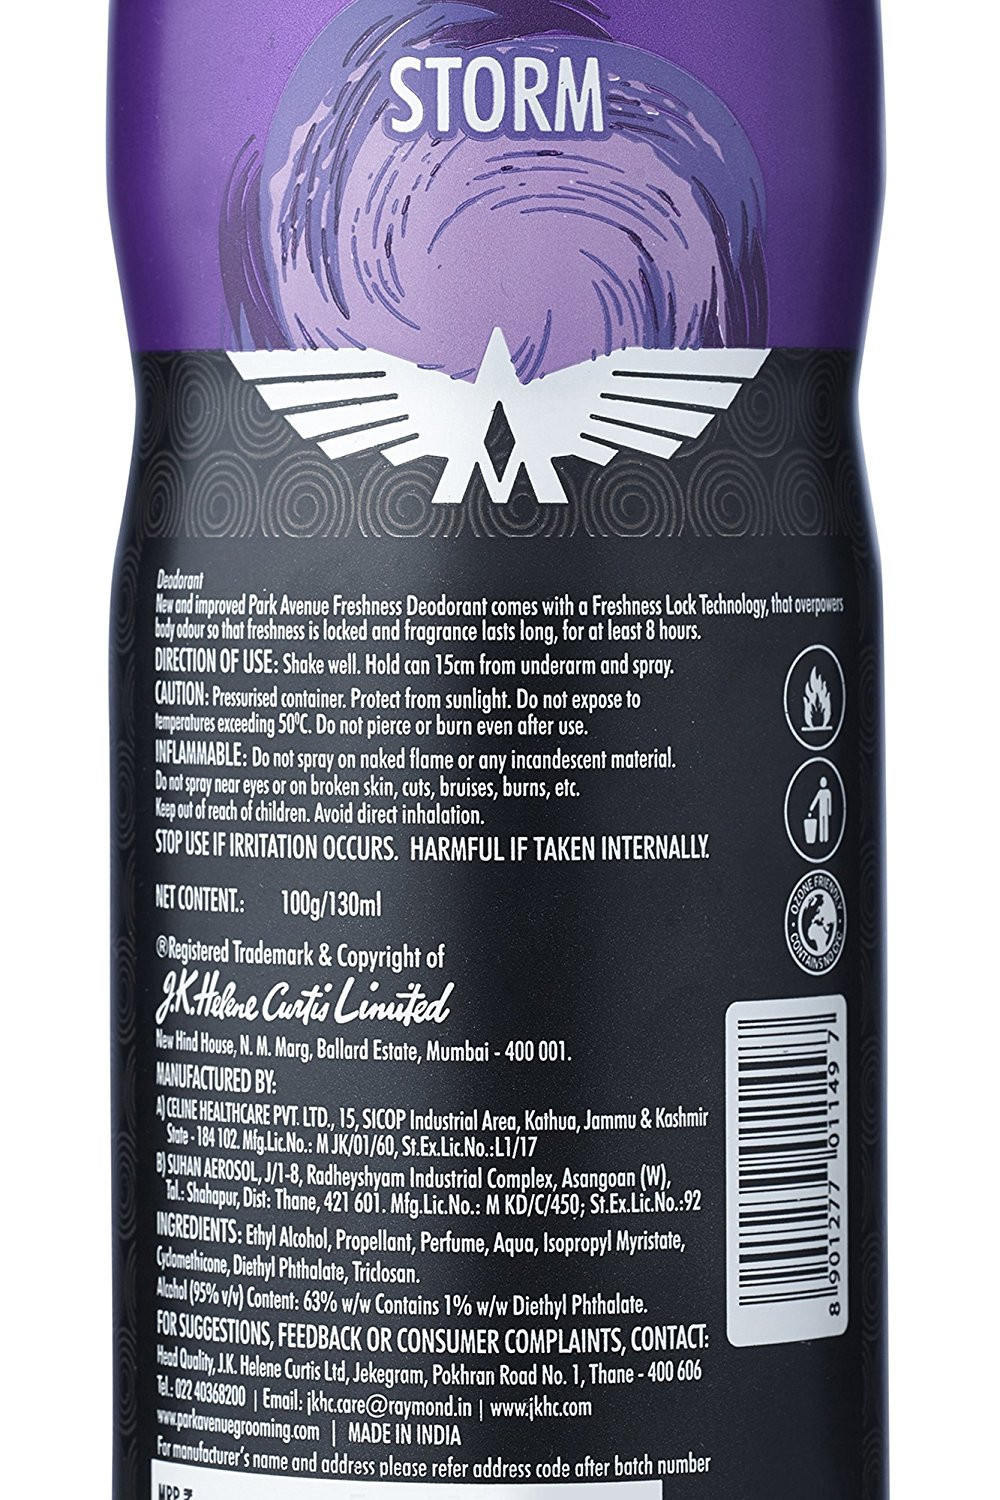 STORM
Deodorant
New and improved Park Avenue Freshness Deodorant comes with a Freshness Lock Technology, that overpowers
body odour so that freshness is locked and fragrance lasts long, for at least 8 hours.
DIRECTION OF USE: Shake well. Hold can 15cm from underarm and spray.
CAUTION: Pressurised container. Protect from sunlight. Do not expose to
temperatures exceeding 50⁰C. Do not pierce or burn even after use.
INFLAMMABLE: Do not spray on naked flame or any incandescent material.
Do not spray near eyes or on broken skin, cuts, bruises, burns, etc.
Keep out of reach of children. Avoid direct inhalation.
STOP USE IF IRRITATION OCCURS. HARMFUL IF TAKEN INTERNALLY.
OZONE FRIENDLY
CONTAINS NO CFC
NET CONTENT.: 100g/130ml
®Registered Trademark & Copyright of
J.K.Helene Curtis Limited
New Hind House, N. M. Marg, Ballard Estate, Mumbai - 400 001.
MANUFACTURED BY:
A) CELINE HEALTHCARE PVT. LTD., 15, SICOP Industrial Area, Kathua, Jammu & Kashmir
State - 184 102. Mfg.Lic.No.: M JK/01/60, St.Ex.Lic.No.:L1/17
B) SUHAN AEROSOL, J/1-8, Radheyshyam Industrial Complex, Asangoan (W),
Tal.: Shahapur, Dist: Thane, 421 601. Mfg.Lic.No.: M KD/C/450; St.Ex.Lic.No.:92
INGREDIENTS: Ethyl Alcohol, Propellant, Perfume, Aqua, Isopropyl Myristate,
Cyclomethicone, Diethyl Phthalate, Triclosan.
Alcohol (95% v/v) Content: 63% w/w Contains 1% w/w Diethyl Phthalate.
FOR SUGGESTIONS, FEEDBACK OR CONSUMER COMPLAINTS, CONTACT:
Head Quality, J.K. Helene Curtis Ltd, Jekegram, Pokhran Road No. 1, Thane - 400 606
Tel.: 022 40368200 | Email: jkhc.care@raymond.in | www.jkhc.com
www.parkavenuegrooming.com | MADE IN INDIA
For manufacturer's name and address please refer address code after batch number
MRP ₹
8 901277 011497